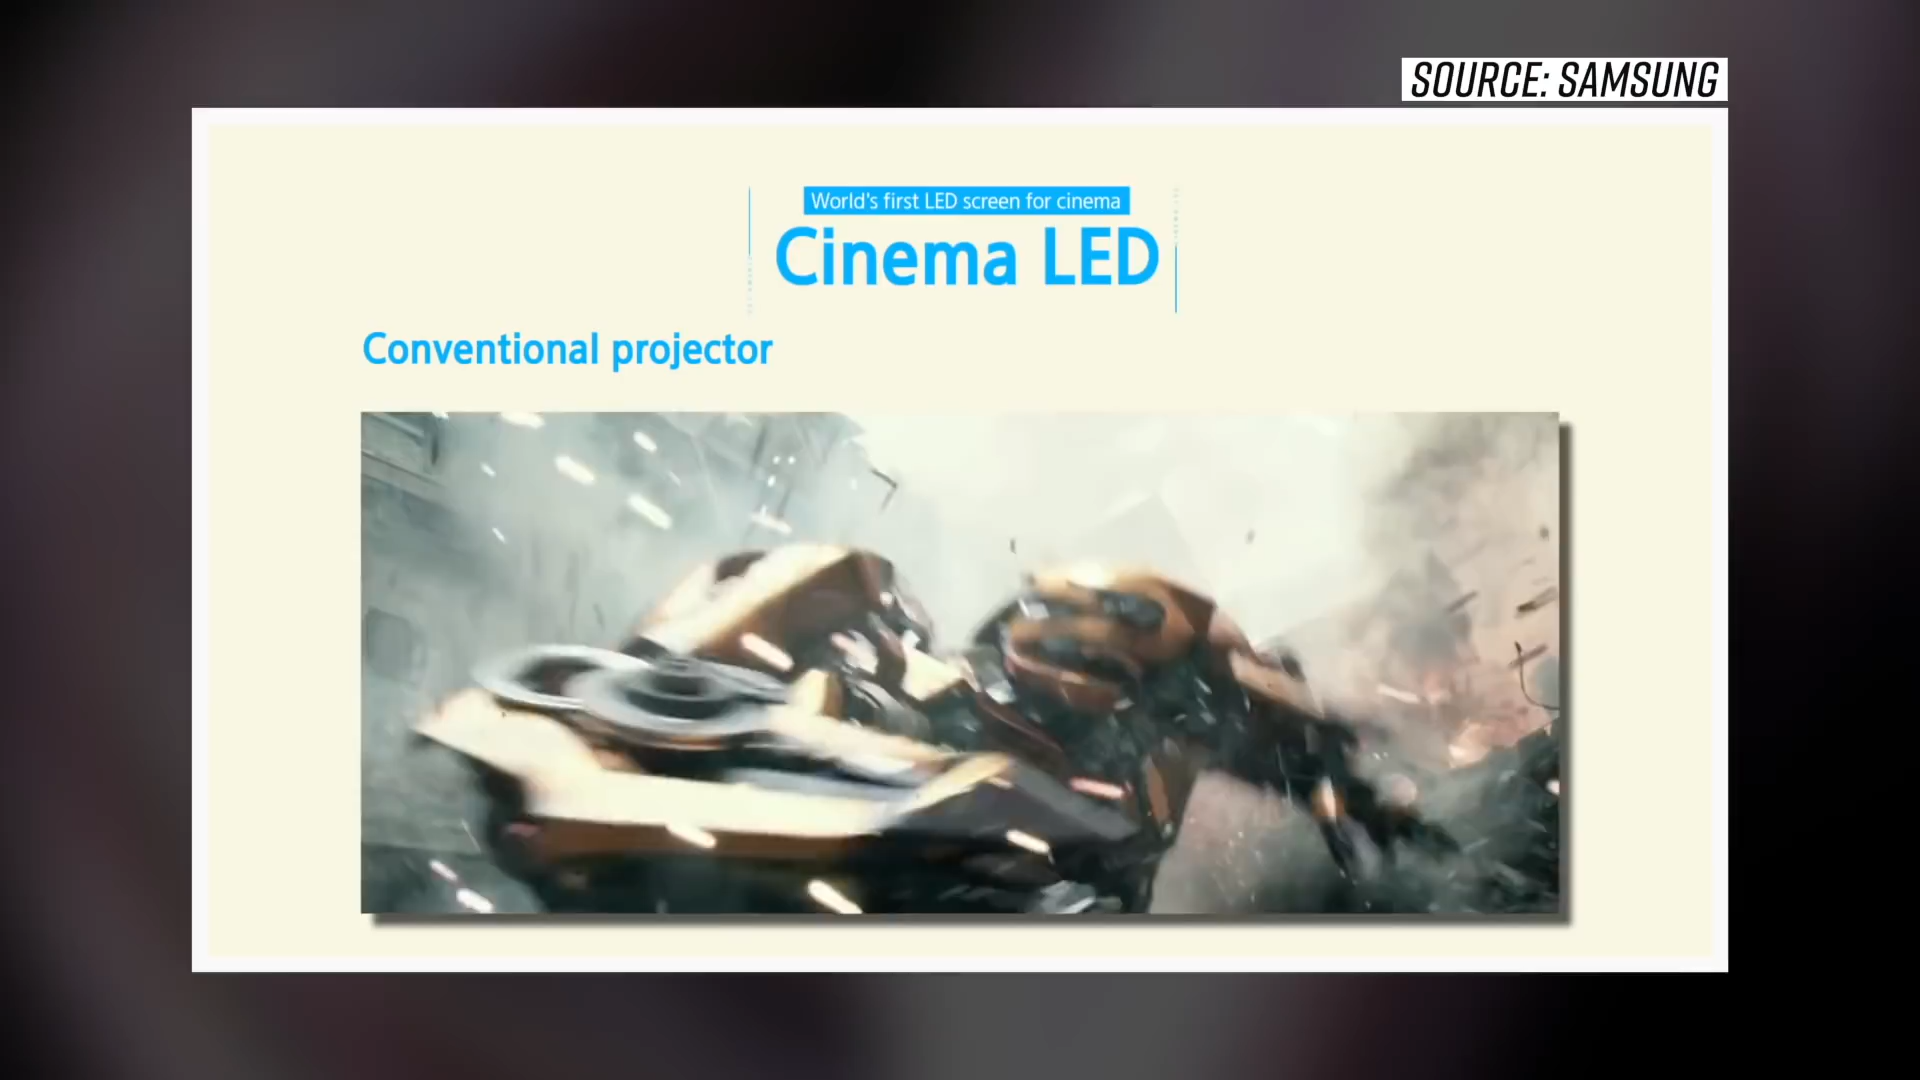 SOURCE: SAMSUNG
World's first LED screen for cinema
Cinema LED
Conventional projector